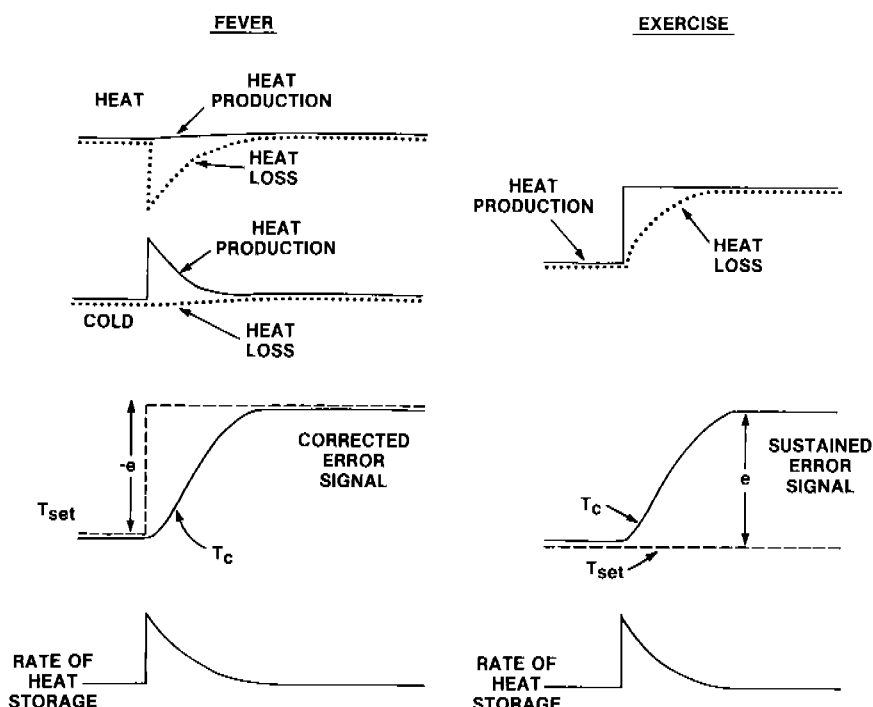 FEVER
HEAT
HEAT
PRODUCTION
HEAT
LOSS
HEAT
PRODUCTION
COLD
HEAT
LOSS
-e
CORRECTED
ERROR
SIGNAL
Tset
Tc
RATE OF
HEAT
STORAGE
EXERCISE
HEAT
PRODUCTION
HEAT
LOSS
SUSTAINED
ERROR
SIGNAL
e
Tc
Tset
RATE OF
HEAT
STORAGE